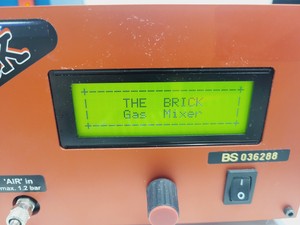 THE BRICK
Gas Mixer
BS 036288
'AIR' in
max. 1,2 bar